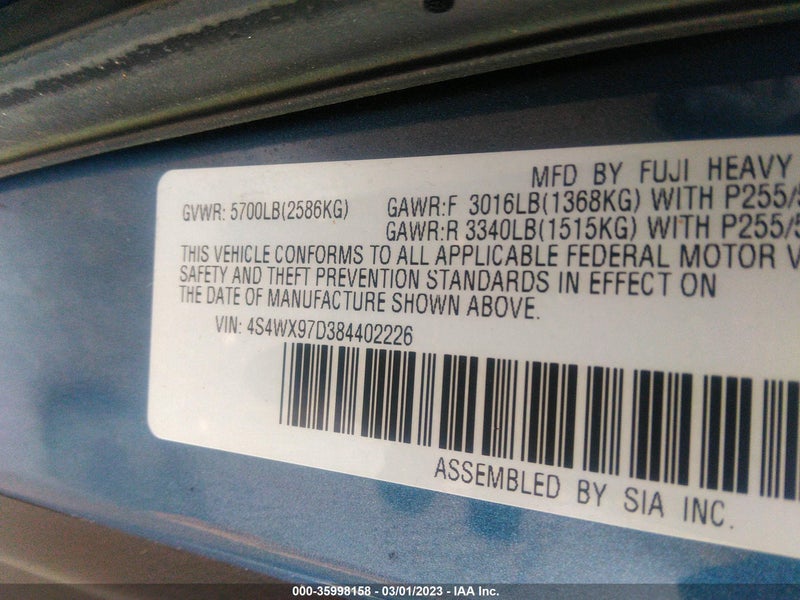 MFD BY FUJI HEAVY
GVWR: 5700LB(2586KG) GAWR:F 3016LB(1368KG) WITH P255/
GAWR:R 3340LB(1515KG) WITH P255/5
THIS VEHICLE CONFORMS TO ALL APPLICABLE FEDERAL MOTOR V
SAFETY AND THEFT PREVENTION STANDARDS IN EFFECT ON
THE DATE OF MANUFACTURE SHOWN ABOVE.
VIN: 4S4WX97D384402226
ASSEMBLED BY SIA INC.
000-35998158 - 03/01/2023 - IAA Inc.